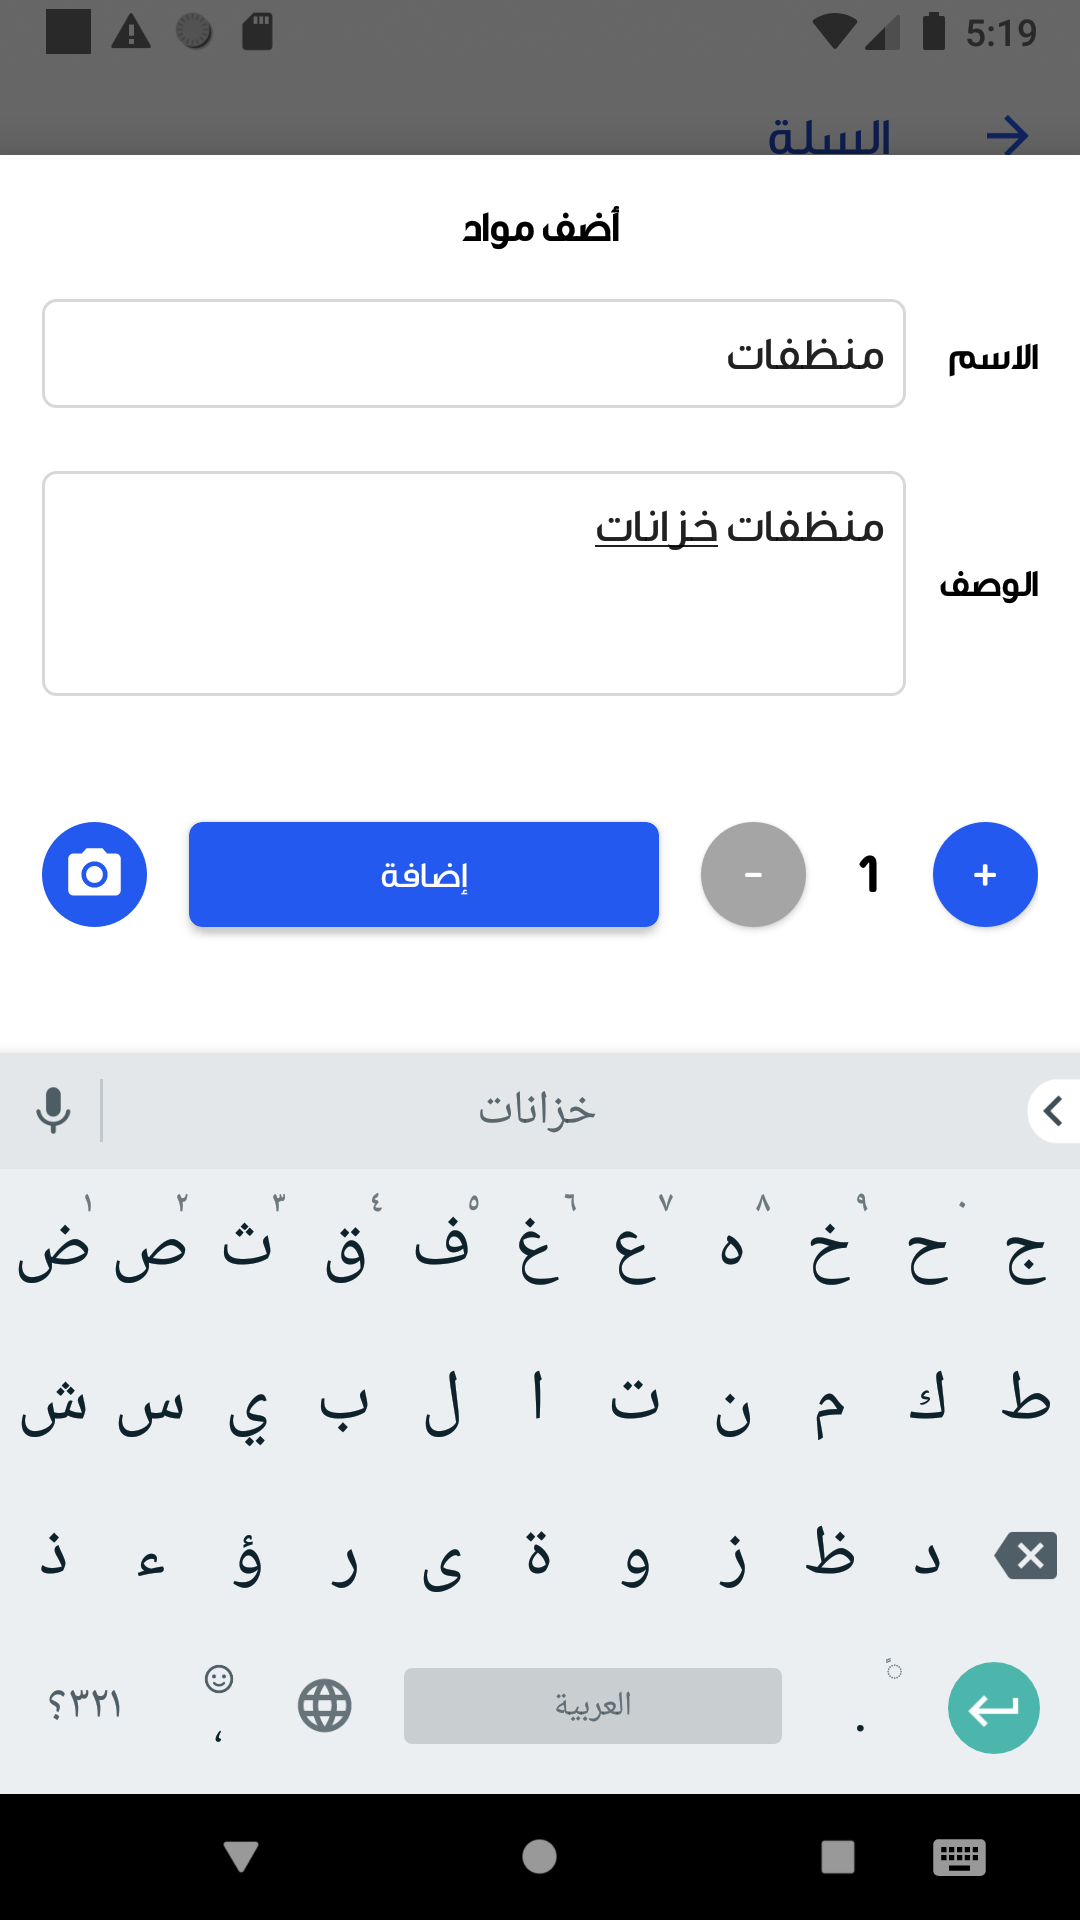 5:19
السلة
أضف مواد
الاسم
منظفات
الوصف
منظفات خزانات
+
1
-
إضافة
خزانات
١ ٢ ٣ ٤ ٥ ٦ ٧ ٨ ٩ ٠
ض ص ث ق ف غ ع ه خ ح ج
ش س ي ب ل ا ت ن م ك ط
ذ ء ؤ ر ى ة و ز ظ د
٣٢١؟ ، العربية .